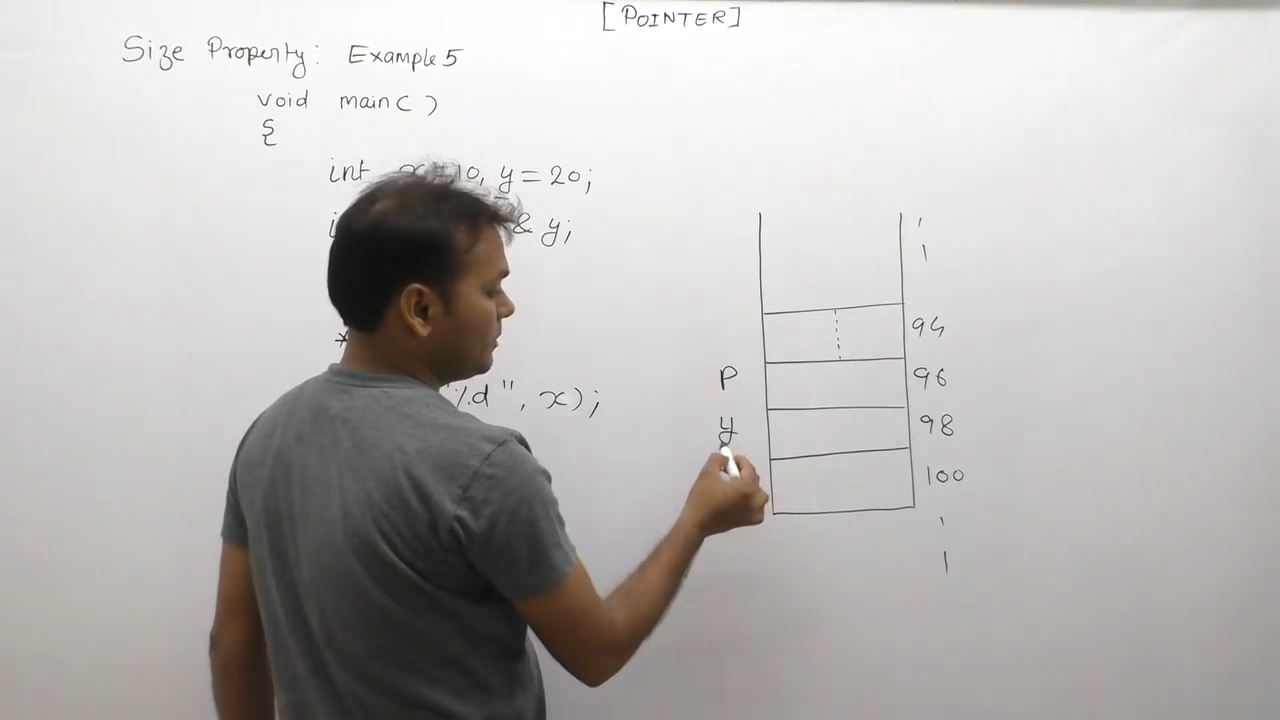 [POINTER]
Size Property: Example 5
void main( )
{
int x=10, y = 20;
& y;
*
"%d", x);
94
P 96
y 98
100